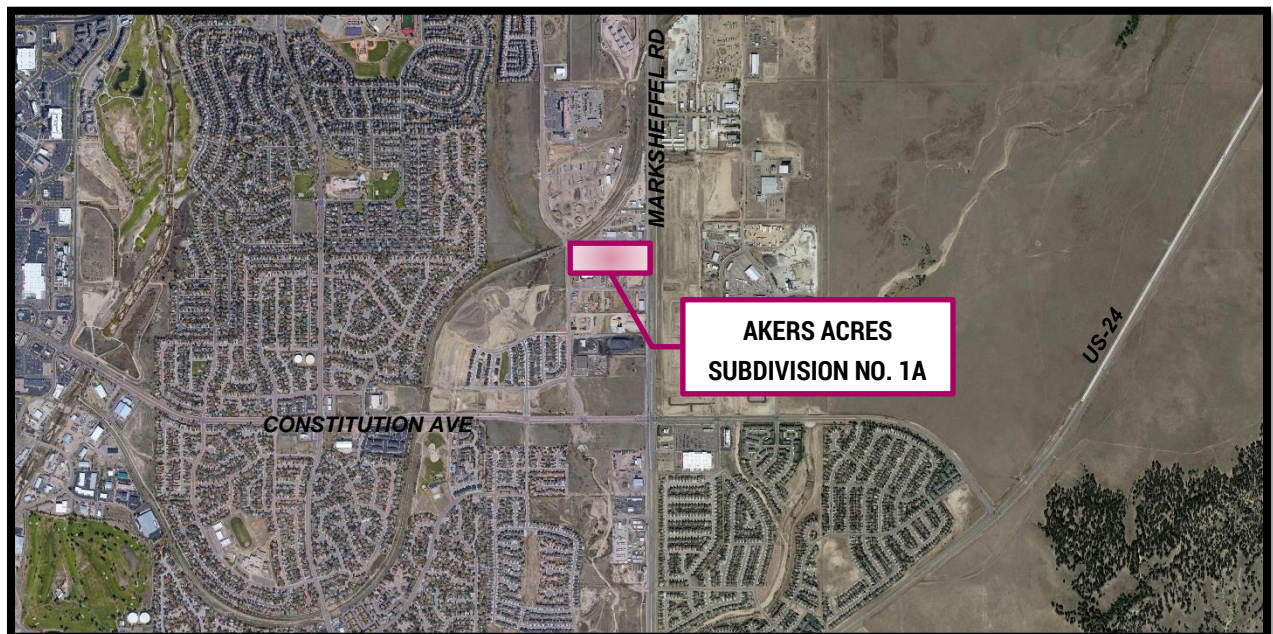 MARKSHEFFEL RD
AKERS ACRES
SUBDIVISION NO. 1A
US-24
CONSTITUTION AVE